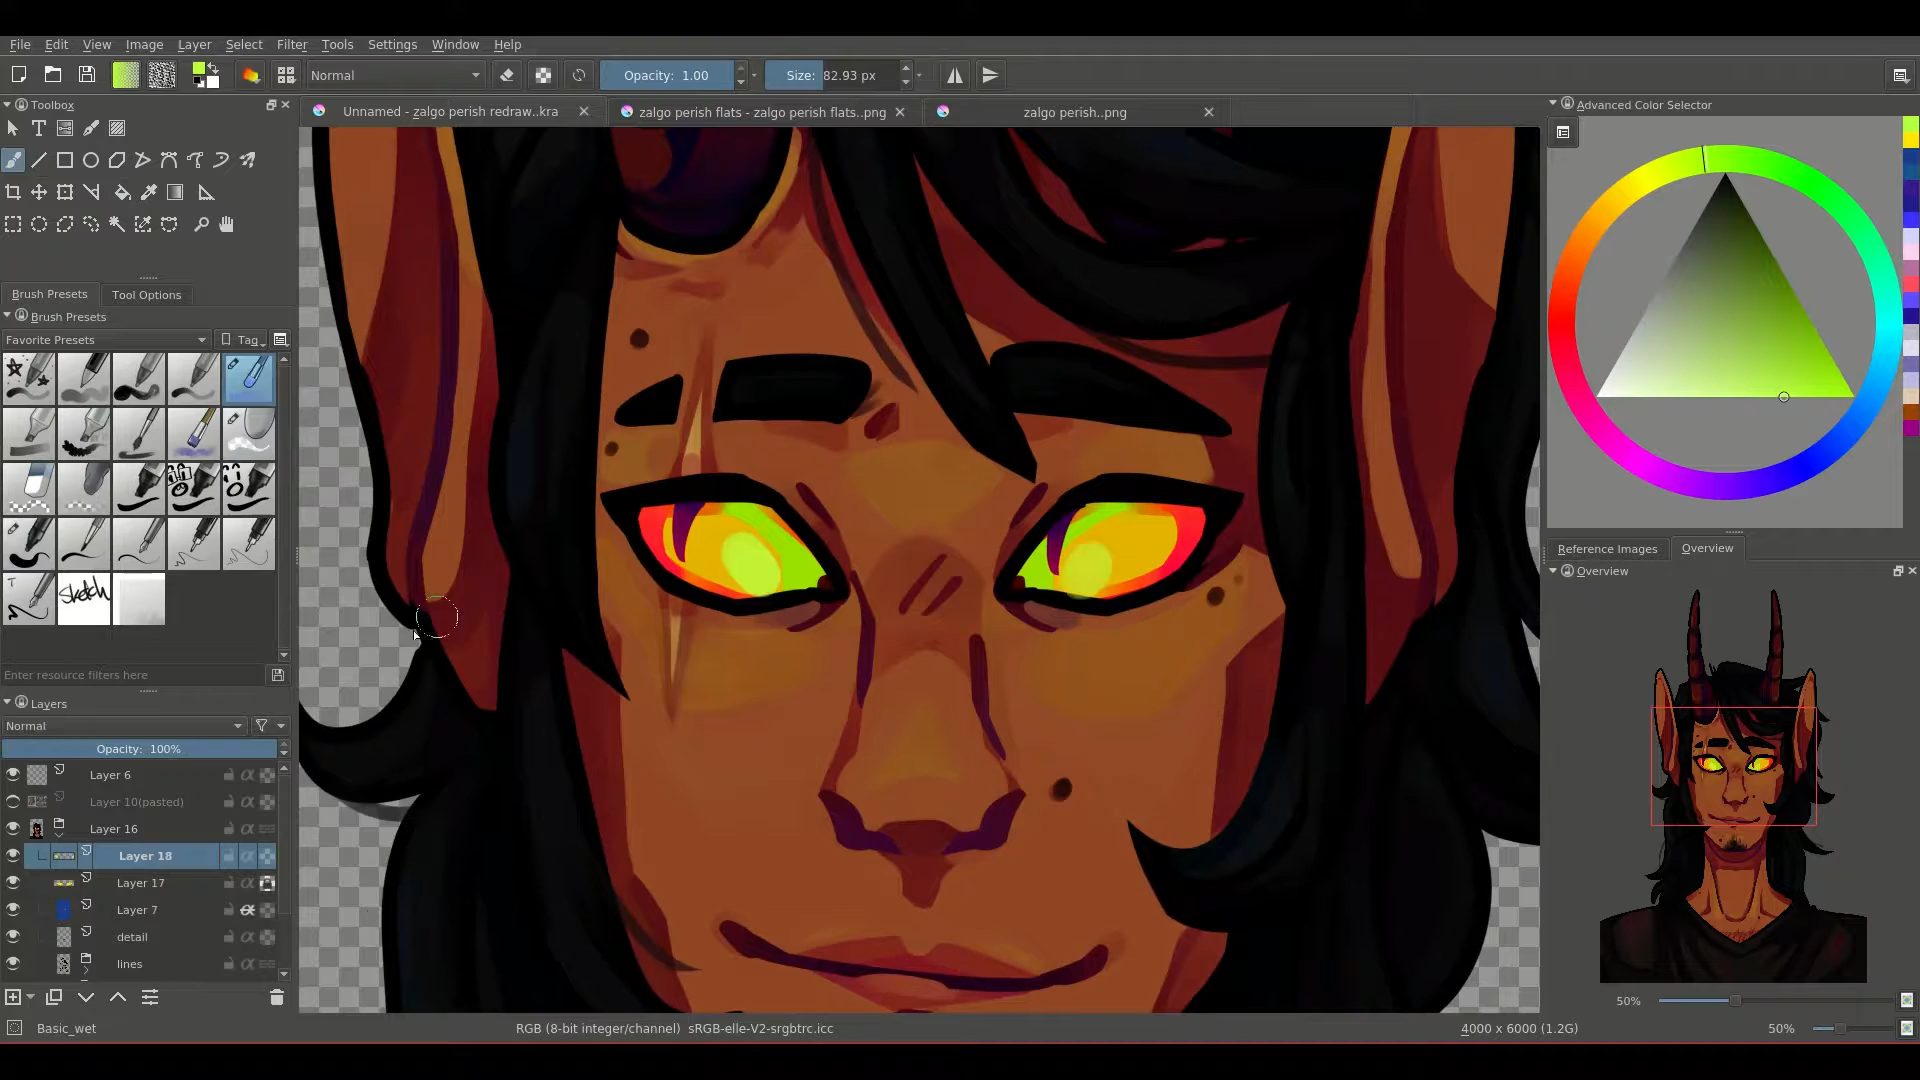 File Edit View Image Layer Select Filter Tools Settings Window Help
Normal
Opacity: 1.00
Size: 82.93 px
Toolbox
Unnamed - zalgo perish redraw..kra
zalgo perish flats - zalgo perish flats..png
zalgo perish..png
Advanced Color Selector
Brush Presets
Tool Options
Brush Presets
Favorite Presets
Tag
Sketch
Enter resource filters here
Layers
Normal
Opacity: 100%
Layer 6
Layer 10(pasted)
Layer 16
Layer 18
Layer 17
Layer 7
detail
lines
Reference Images
Overview
Overview
50%
Basic_wet
RGB (8-bit integer/channel) sRGB-elle-V2-srgbtrc.icc
4000 x 6000 (1.2G)
50%